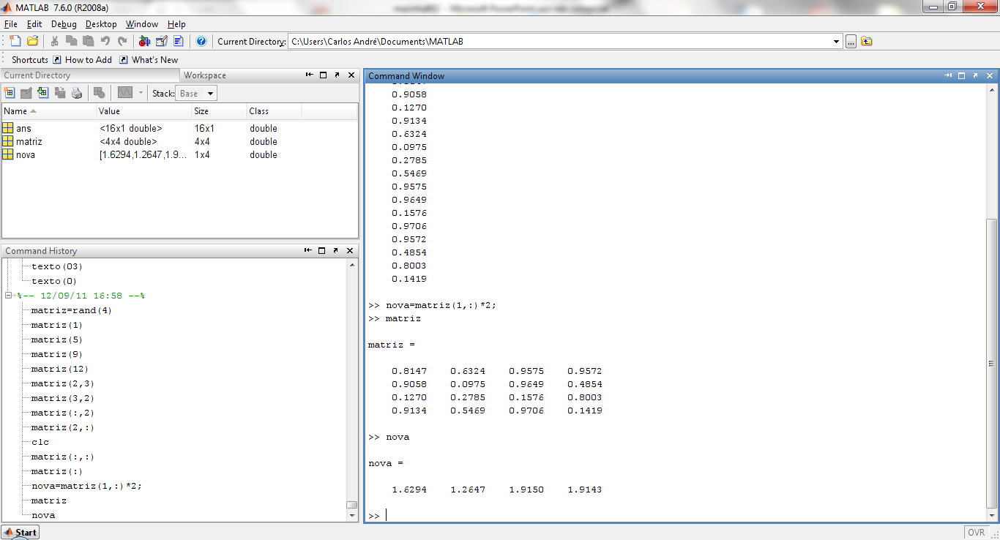 MATLAB 7.6.0 (R2008a)
File Edit Debug Desktop Window Help
Current Directory: C:\Users\Carlos André\Documents\MATLAB ...
Shortcuts How to Add What's New
Current Directory Workspace
Stack: Base
Name Value Size Class
ans <16x1 double> 16x1 double
matriz <4x4 double> 4x4 double
nova [1.6294,1.2647,1.9... 1x4 double
Command History
texto(03)
texto(0)
%-- 12/09/11 16:58 --%
matriz=rand(4)
matriz(1)
matriz(5)
matriz(9)
matriz(12)
matriz(2,3)
matriz(3,2)
matriz(:,2)
matriz(2,:)
clc
matriz(:,:)
matriz(:)
nova=matriz(1,:)*2;
matriz
nova
Command Window
0.9058
0.1270
0.9134
0.6324
0.0975
0.2785
0.5469
0.9575
0.9649
0.1576
0.9706
0.9572
0.4854
0.8003
0.1419
>> nova=matriz(1,:)*2;
>> matriz
matriz =
0.8147 0.6324 0.9575 0.9572
0.9058 0.0975 0.9649 0.4854
0.1270 0.2785 0.1576 0.8003
0.9134 0.5469 0.9706 0.1419
>> nova
nova =
1.6294 1.2647 1.9150 1.9143
>>
Start
OVR